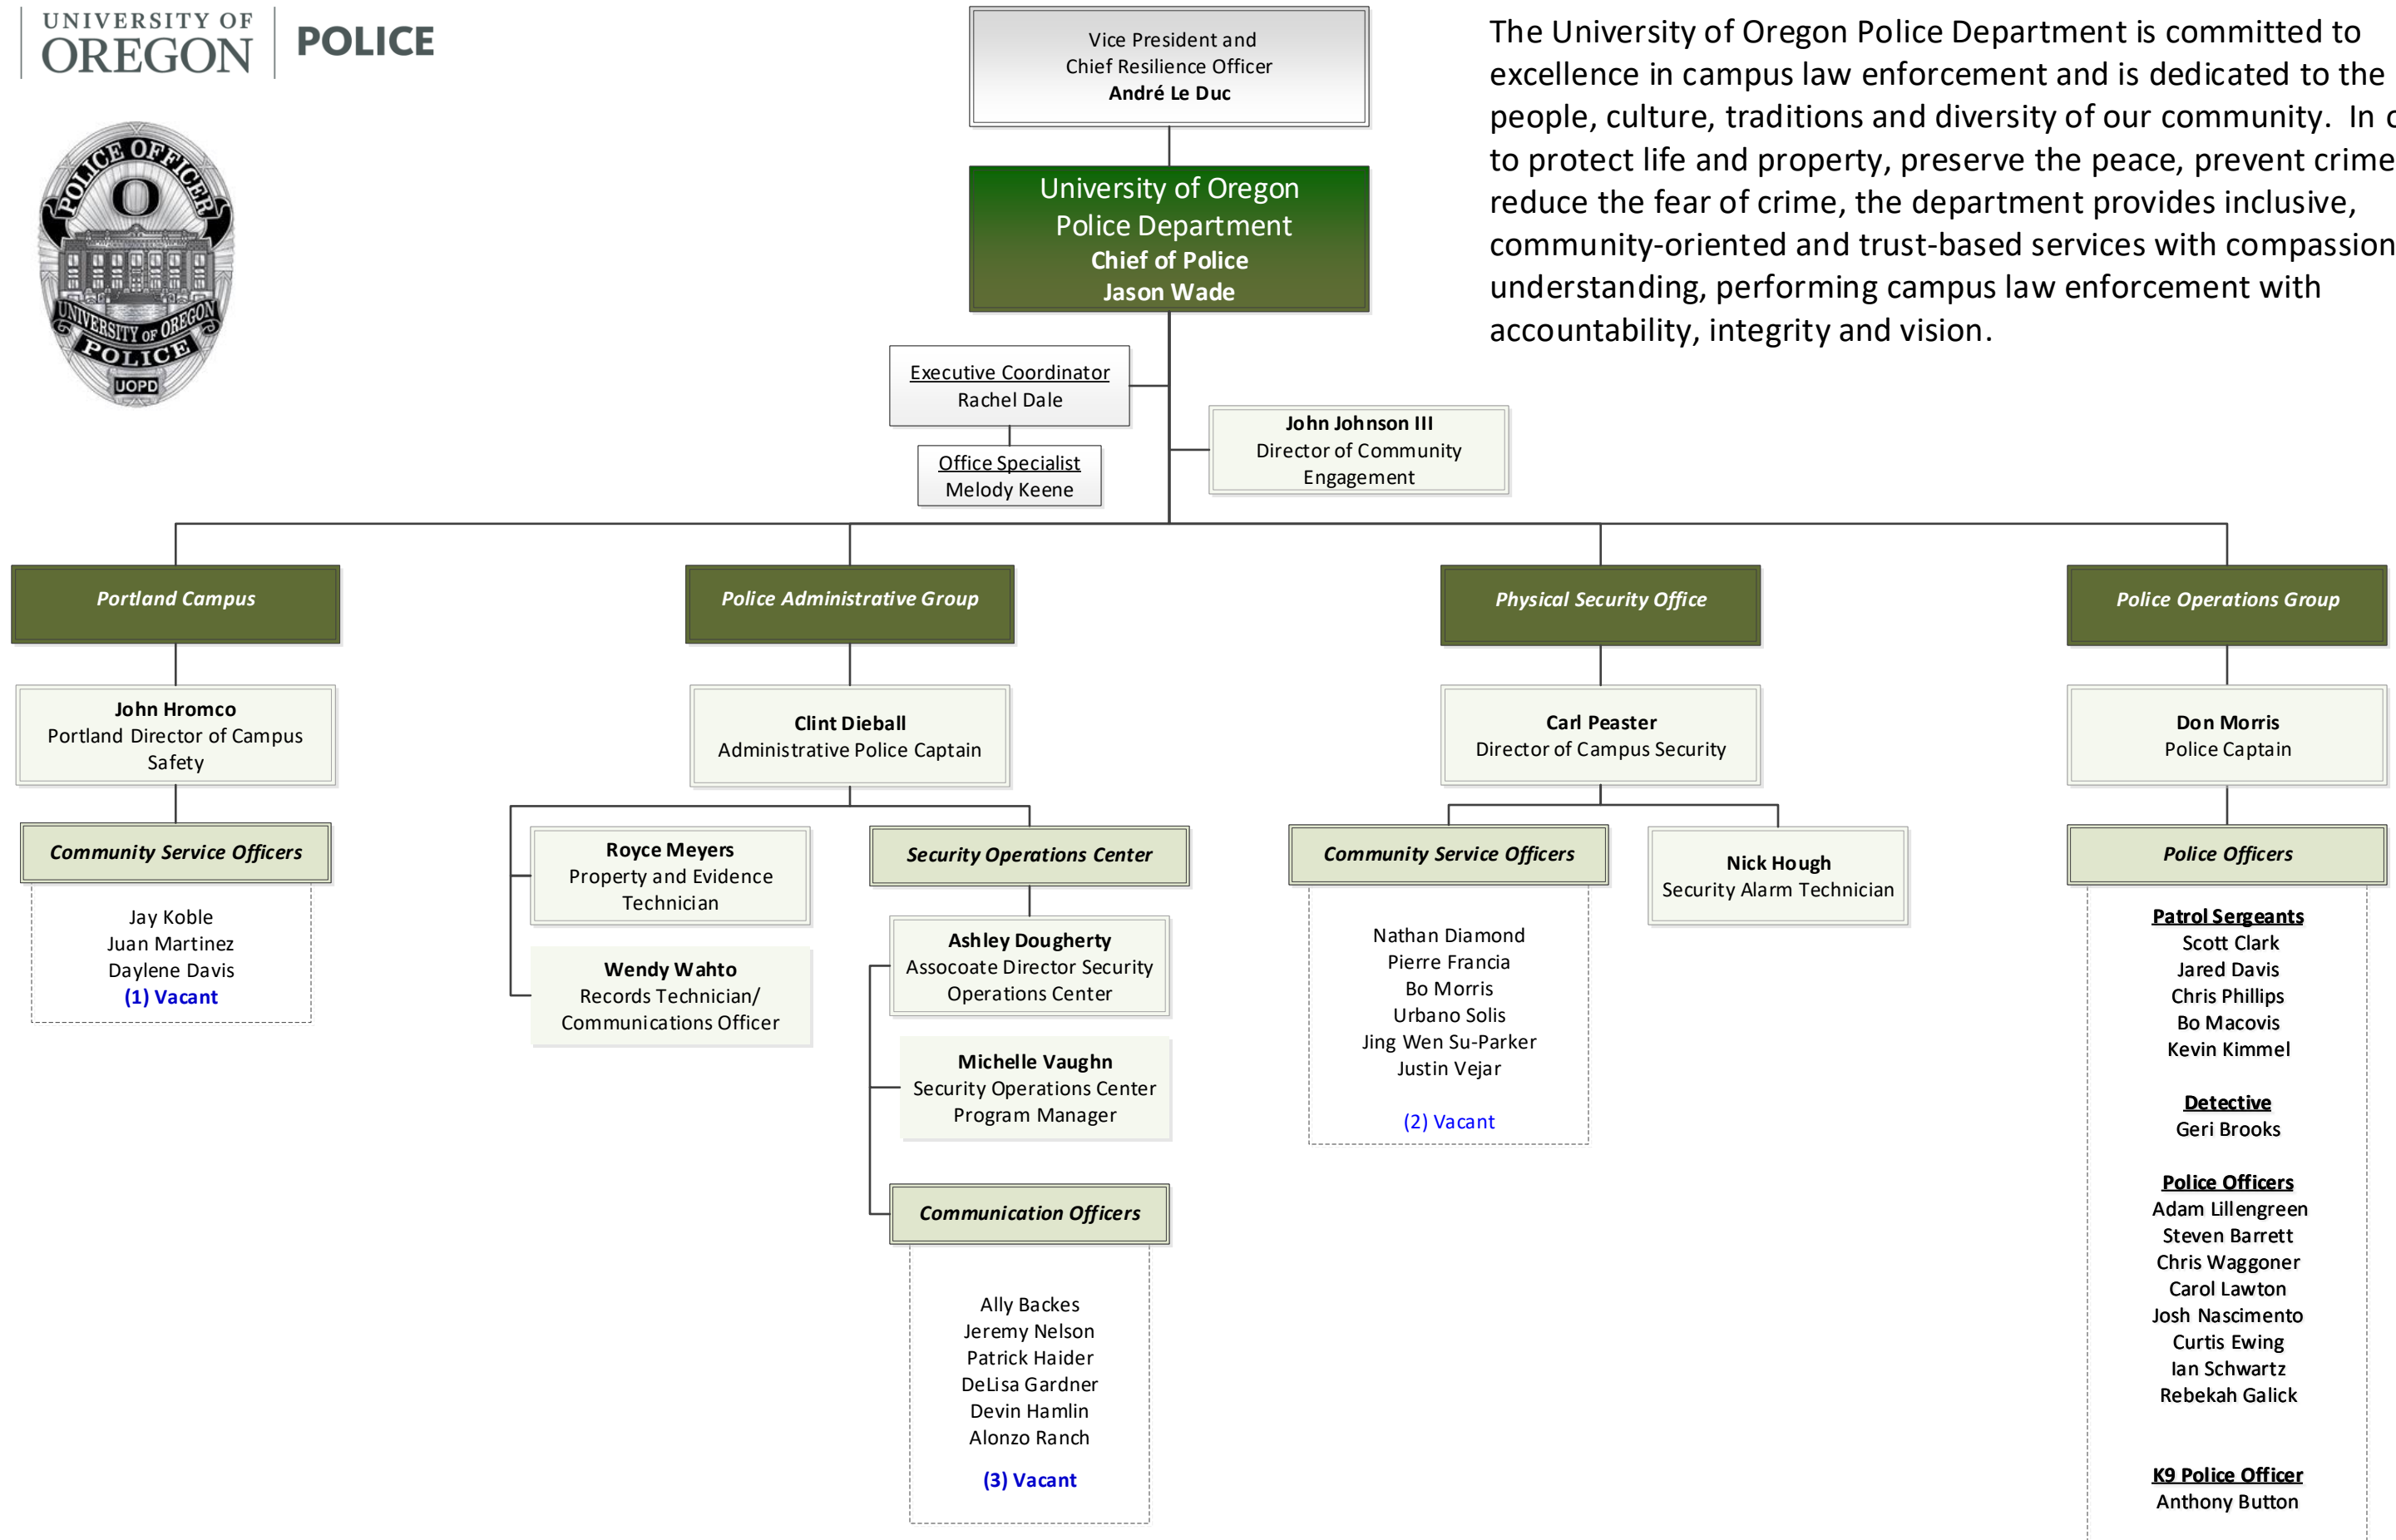 UNIVERSITY OF
OREGON
POLICE
POLICE OFFICER
O
UNIVERSITY OF OREGON
POLICE
UOPD
Vice President and
Chief Resilience Officer
André Le Duc
University of Oregon
Police Department
Chief of Police
Jason Wade
The University of Oregon Police Department is committed to
excellence in campus law enforcement and is dedicated to the
people, culture, traditions and diversity of our community.  In
to protect life and property, preserve the peace, prevent crime
reduce the fear of crime, the department provides inclusive,
community-oriented and trust-based services with compassion
understanding, performing campus law enforcement with
accountability, integrity and vision.
Executive Coordinator
Rachel Dale
Office Specialist
Melody Keene
John Johnson III
Director of Community
Engagement
Portland Campus
John Hromco
Portland Director of Campus
Safety
Community Service Officers
Jay Koble
Juan Martinez
Daylene Davis
(1) Vacant
Police Administrative Group
Clint Dieball
Administrative Police Captain
Royce Meyers
Property and Evidence
Technician
Wendy Wahto
Records Technician/
Communications Officer
Security Operations Center
Ashley Dougherty
Assocoate Director Security
Operations Center
Michelle Vaughn
Security Operations Center
Program Manager
Communication Officers
Ally Backes
Jeremy Nelson
Patrick Haider
DeLisa Gardner
Devin Hamlin
Alonzo Ranch
(3) Vacant
Physical Security Office
Carl Peaster
Director of Campus Security
Community Service Officers
Nathan Diamond
Pierre Francia
Bo Morris
Urbano Solis
Jing Wen Su-Parker
Justin Vejar
(2) Vacant
Nick Hough
Security Alarm Technician
Police Operations Group
Don Morris
Police Captain
Police Officers
Patrol Sergeants
Scott Clark
Jared Davis
Chris Phillips
Bo Macovis
Kevin Kimmel
Detective
Geri Brooks
Police Officers
Adam Lillengreen
Steven Barrett
Chris Waggoner
Carol Lawton
Josh Nascimento
Curtis Ewing
Ian Schwartz
Rebekah Galick
K9 Police Officer
Anthony Button